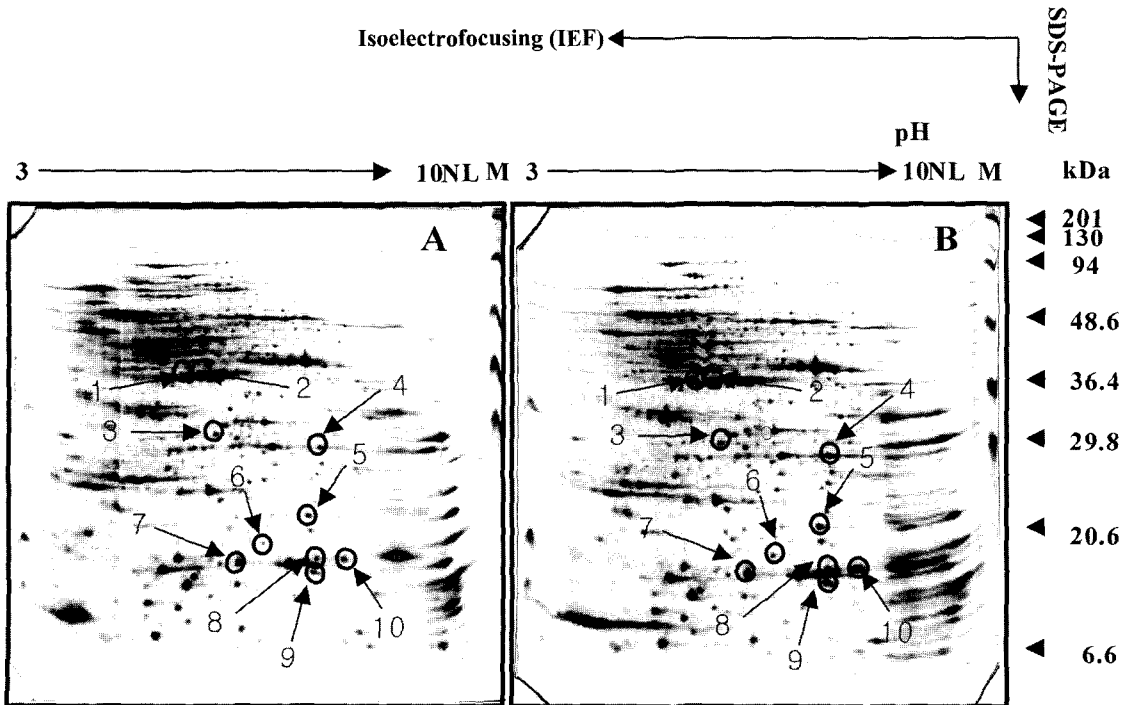 Isoelectrofocusing (IEF)
SDS-PAGE
pH
3 10NL M 3 10NL M kDa
A B
201
130
94
48.6
36.4
29.8
20.6
6.6
1 2 3 4 5 6 7 8 9 10
1 2 3 4 5 6 7 8 9 10